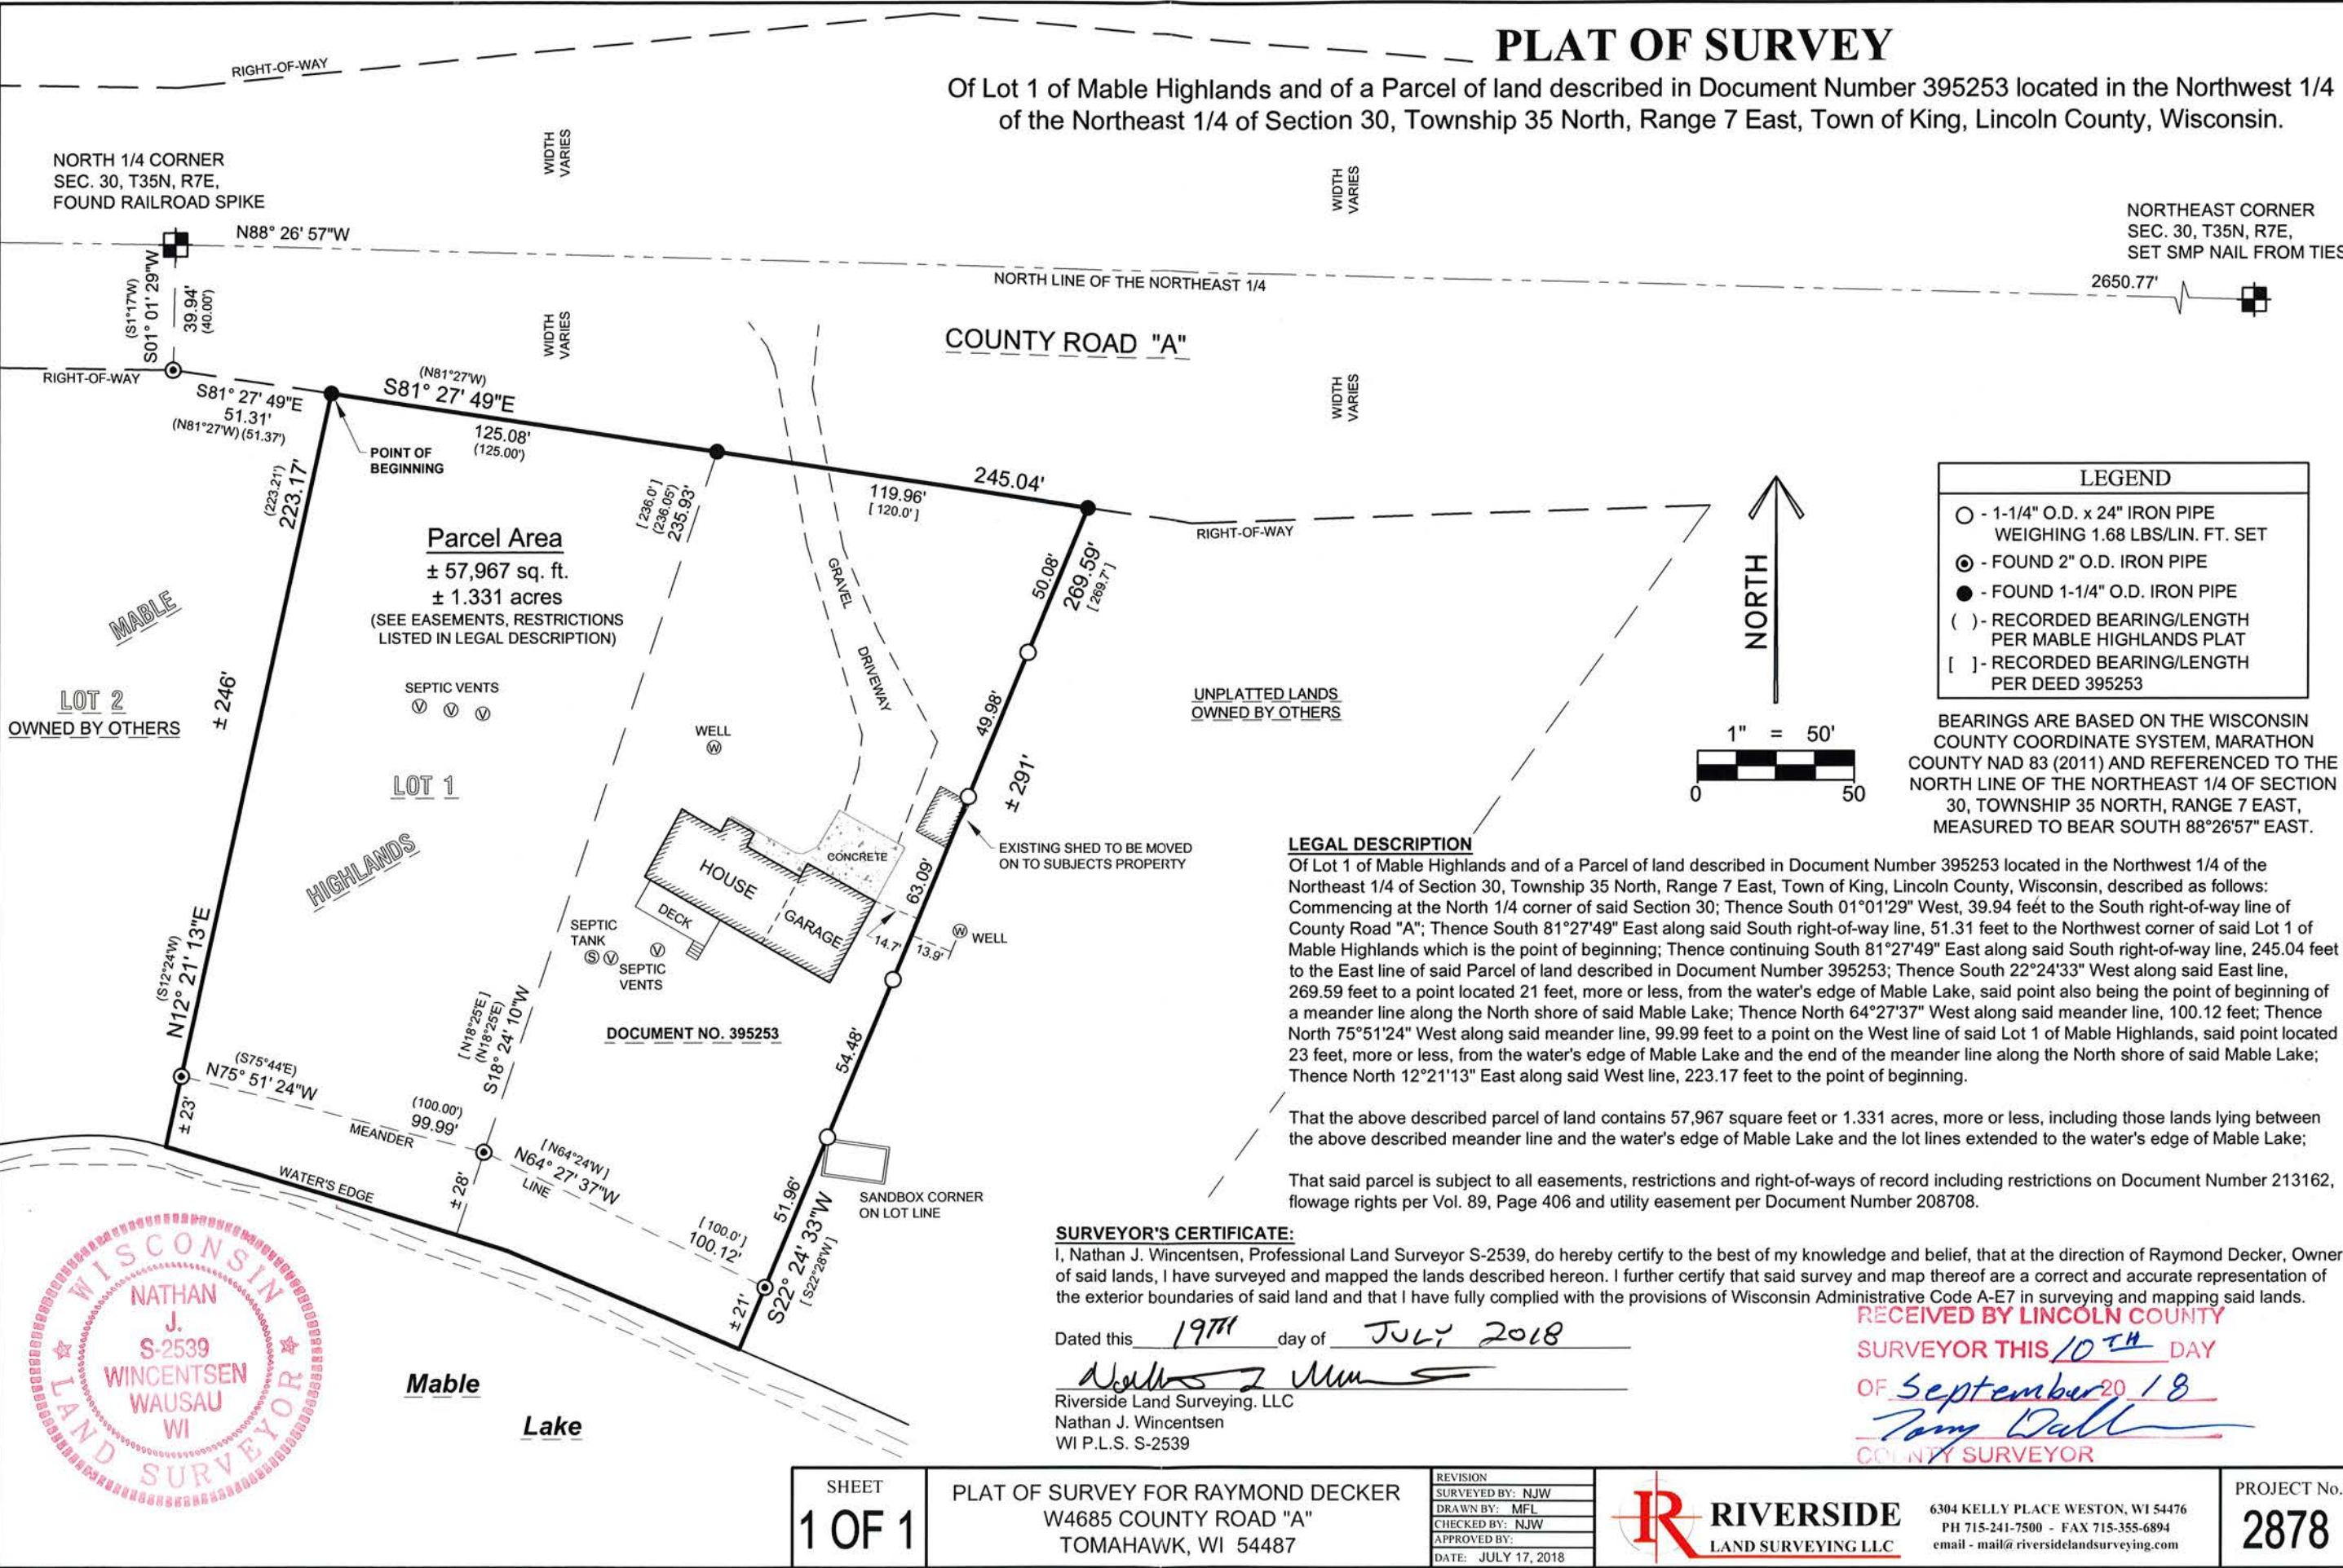 PLAT OF SURVEY
Of Lot 1 of Mable Highlands and of a Parcel of land described in Document Number 395253 located in the Northwest 1/4
of the Northeast 1/4 of Section 30, Township 35 North, Range 7 East, Town of King, Lincoln County, Wisconsin.
RIGHT-OF-WAY
WIDTH
VARIES
WIDTH
VARIES
NORTH 1/4 CORNER
SEC. 30, T35N, R7E,
FOUND RAILROAD SPIKE
NORTHEAST CORNER
SEC. 30, T35N, R7E,
SET SMP NAIL FROM TIES
N88° 26' 57"W
NORTH LINE OF THE NORTHEAST 1/4
2650.77'
(S1°17'W)
S01° 01' 29"W
39.94'
(40.00')
WIDTH
VARIES
COUNTY ROAD "A"
WIDTH
VARIES
RIGHT-OF-WAY
S81° 27' 49"E
51.31'
(N81°27'W) (51.37')
(N81°27'W)
S81° 27' 49"E
125.08'
(125.00')
POINT OF
BEGINNING
245.04'
119.96'
[ 120.0' ]
RIGHT-OF-WAY
(223.21')
223.17'
[ 236.0' ]
(236.05')
235.93'
50.08'
269.59'
[ 269.7' ]
Parcel Area
± 57,967 sq. ft.
± 1.331 acres
(SEE EASEMENTS, RESTRICTIONS
LISTED IN LEGAL DESCRIPTION)
GRAVEL
DRIVEWAY
MABLE
LOT 2
OWNED BY OTHERS
± 246'
SEPTIC VENTS
V V V
WELL
W
49.98'
± 291'
UNPLATTED LANDS
OWNED BY OTHERS
LOT 1
HIGHLANDS
EXISTING SHED TO BE MOVED
ON TO SUBJECTS PROPERTY
CONCRETE
HOUSE
DECK
GARAGE
63.09'
14.7'
13.9'
W WELL
SEPTIC
TANK
S V V
SEPTIC
VENTS
(S12°24'W)
N12° 21' 13"E
[ N18°25'E ]
(N18°25'E)
S18° 24' 10"W
DOCUMENT NO. 395253
54.48'
(S75°44'E)
N75° 51' 24"W
(100.00')
99.99'
MEANDER
± 23'
[ N64°24'W ]
N64° 27' 37"W
LINE
± 28'
WATER'S EDGE
[ 100.0' ]
100.12'
51.96'
S22° 24' 33"W
[ S22°28'W ]
± 21'
SANDBOX CORNER
ON LOT LINE
Mable
Lake
NORTH
1" = 50'
0 50
LEGEND
- 1-1/4" O.D. x 24" IRON PIPE
WEIGHING 1.68 LBS/LIN. FT. SET
- FOUND 2" O.D. IRON PIPE
- FOUND 1-1/4" O.D. IRON PIPE
( ) - RECORDED BEARING/LENGTH
PER MABLE HIGHLANDS PLAT
[ ] - RECORDED BEARING/LENGTH
PER DEED 395253
BEARINGS ARE BASED ON THE WISCONSIN
COUNTY COORDINATE SYSTEM, MARATHON
COUNTY NAD 83 (2011) AND REFERENCED TO THE
NORTH LINE OF THE NORTHEAST 1/4 OF SECTION
30, TOWNSHIP 35 NORTH, RANGE 7 EAST,
MEASURED TO BEAR SOUTH 88°26'57" EAST.
LEGAL DESCRIPTION
Of Lot 1 of Mable Highlands and of a Parcel of land described in Document Number 395253 located in the Northwest 1/4 of the
Northeast 1/4 of Section 30, Township 35 North, Range 7 East, Town of King, Lincoln County, Wisconsin, described as follows:
Commencing at the North 1/4 corner of said Section 30; Thence South 01°01'29" West, 39.94 feet to the South right-of-way line of
County Road "A"; Thence South 81°27'49" East along said South right-of-way line, 51.31 feet to the Northwest corner of said Lot 1 of
Mable Highlands which is the point of beginning; Thence continuing South 81°27'49" East along said South right-of-way line, 245.04 feet
to the East line of said Parcel of land described in Document Number 395253; Thence South 22°24'33" West along said East line,
269.59 feet to a point located 21 feet, more or less, from the water's edge of Mable Lake, said point also being the point of beginning of
a meander line along the North shore of said Mable Lake; Thence North 64°27'37" West along said meander line, 100.12 feet; Thence
North 75°51'24" West along said meander line, 99.99 feet to a point on the West line of said Lot 1 of Mable Highlands, said point located
23 feet, more or less, from the water's edge of Mable Lake and the end of the meander line along the North shore of said Mable Lake;
Thence North 12°21'13" East along said West line, 223.17 feet to the point of beginning.
That the above described parcel of land contains 57,967 square feet or 1.331 acres, more or less, including those lands lying between
the above described meander line and the water's edge of Mable Lake and the lot lines extended to the water's edge of Mable Lake;
That said parcel is subject to all easements, restrictions and right-of-ways of record including restrictions on Document Number 213162,
flowage rights per Vol. 89, Page 406 and utility easement per Document Number 208708.
SURVEYOR'S CERTIFICATE:
I, Nathan J. Wincentsen, Professional Land Surveyor S-2539, do hereby certify to the best of my knowledge and belief, that at the direction of Raymond Decker, Owner
of said lands, I have surveyed and mapped the lands described hereon. I further certify that said survey and map thereof are a correct and accurate representation of
the exterior boundaries of said land and that I have fully complied with the provisions of Wisconsin Administrative Code A-E7 in surveying and mapping said lands.
Dated this 19TH day of JULY 2018
Riverside Land Surveying. LLC
Nathan J. Wincentsen
WI P.L.S. S-2539
RECEIVED BY LINCOLN COUNTY
SURVEYOR THIS 10TH DAY
OF September 2018
COUNTY SURVEYOR
WISCONSIN
NATHAN
J.
S-2539
WINCENTSEN
WAUSAU
WI
LAND SURVEYOR
SHEET
1 OF 1
PLAT OF SURVEY FOR RAYMOND DECKER
W4685 COUNTY ROAD "A"
TOMAHAWK, WI 54487
REVISION
SURVEYED BY: NJW
DRAWN BY: MFL
CHECKED BY: NJW
APPROVED BY:
DATE: JULY 17, 2018
R RIVERSIDE
LAND SURVEYING LLC
6304 KELLY PLACE WESTON, WI 54476
PH 715-241-7500 - FAX 715-355-6894
email - mail@riversidelandsurveying.com
PROJECT No.
2878